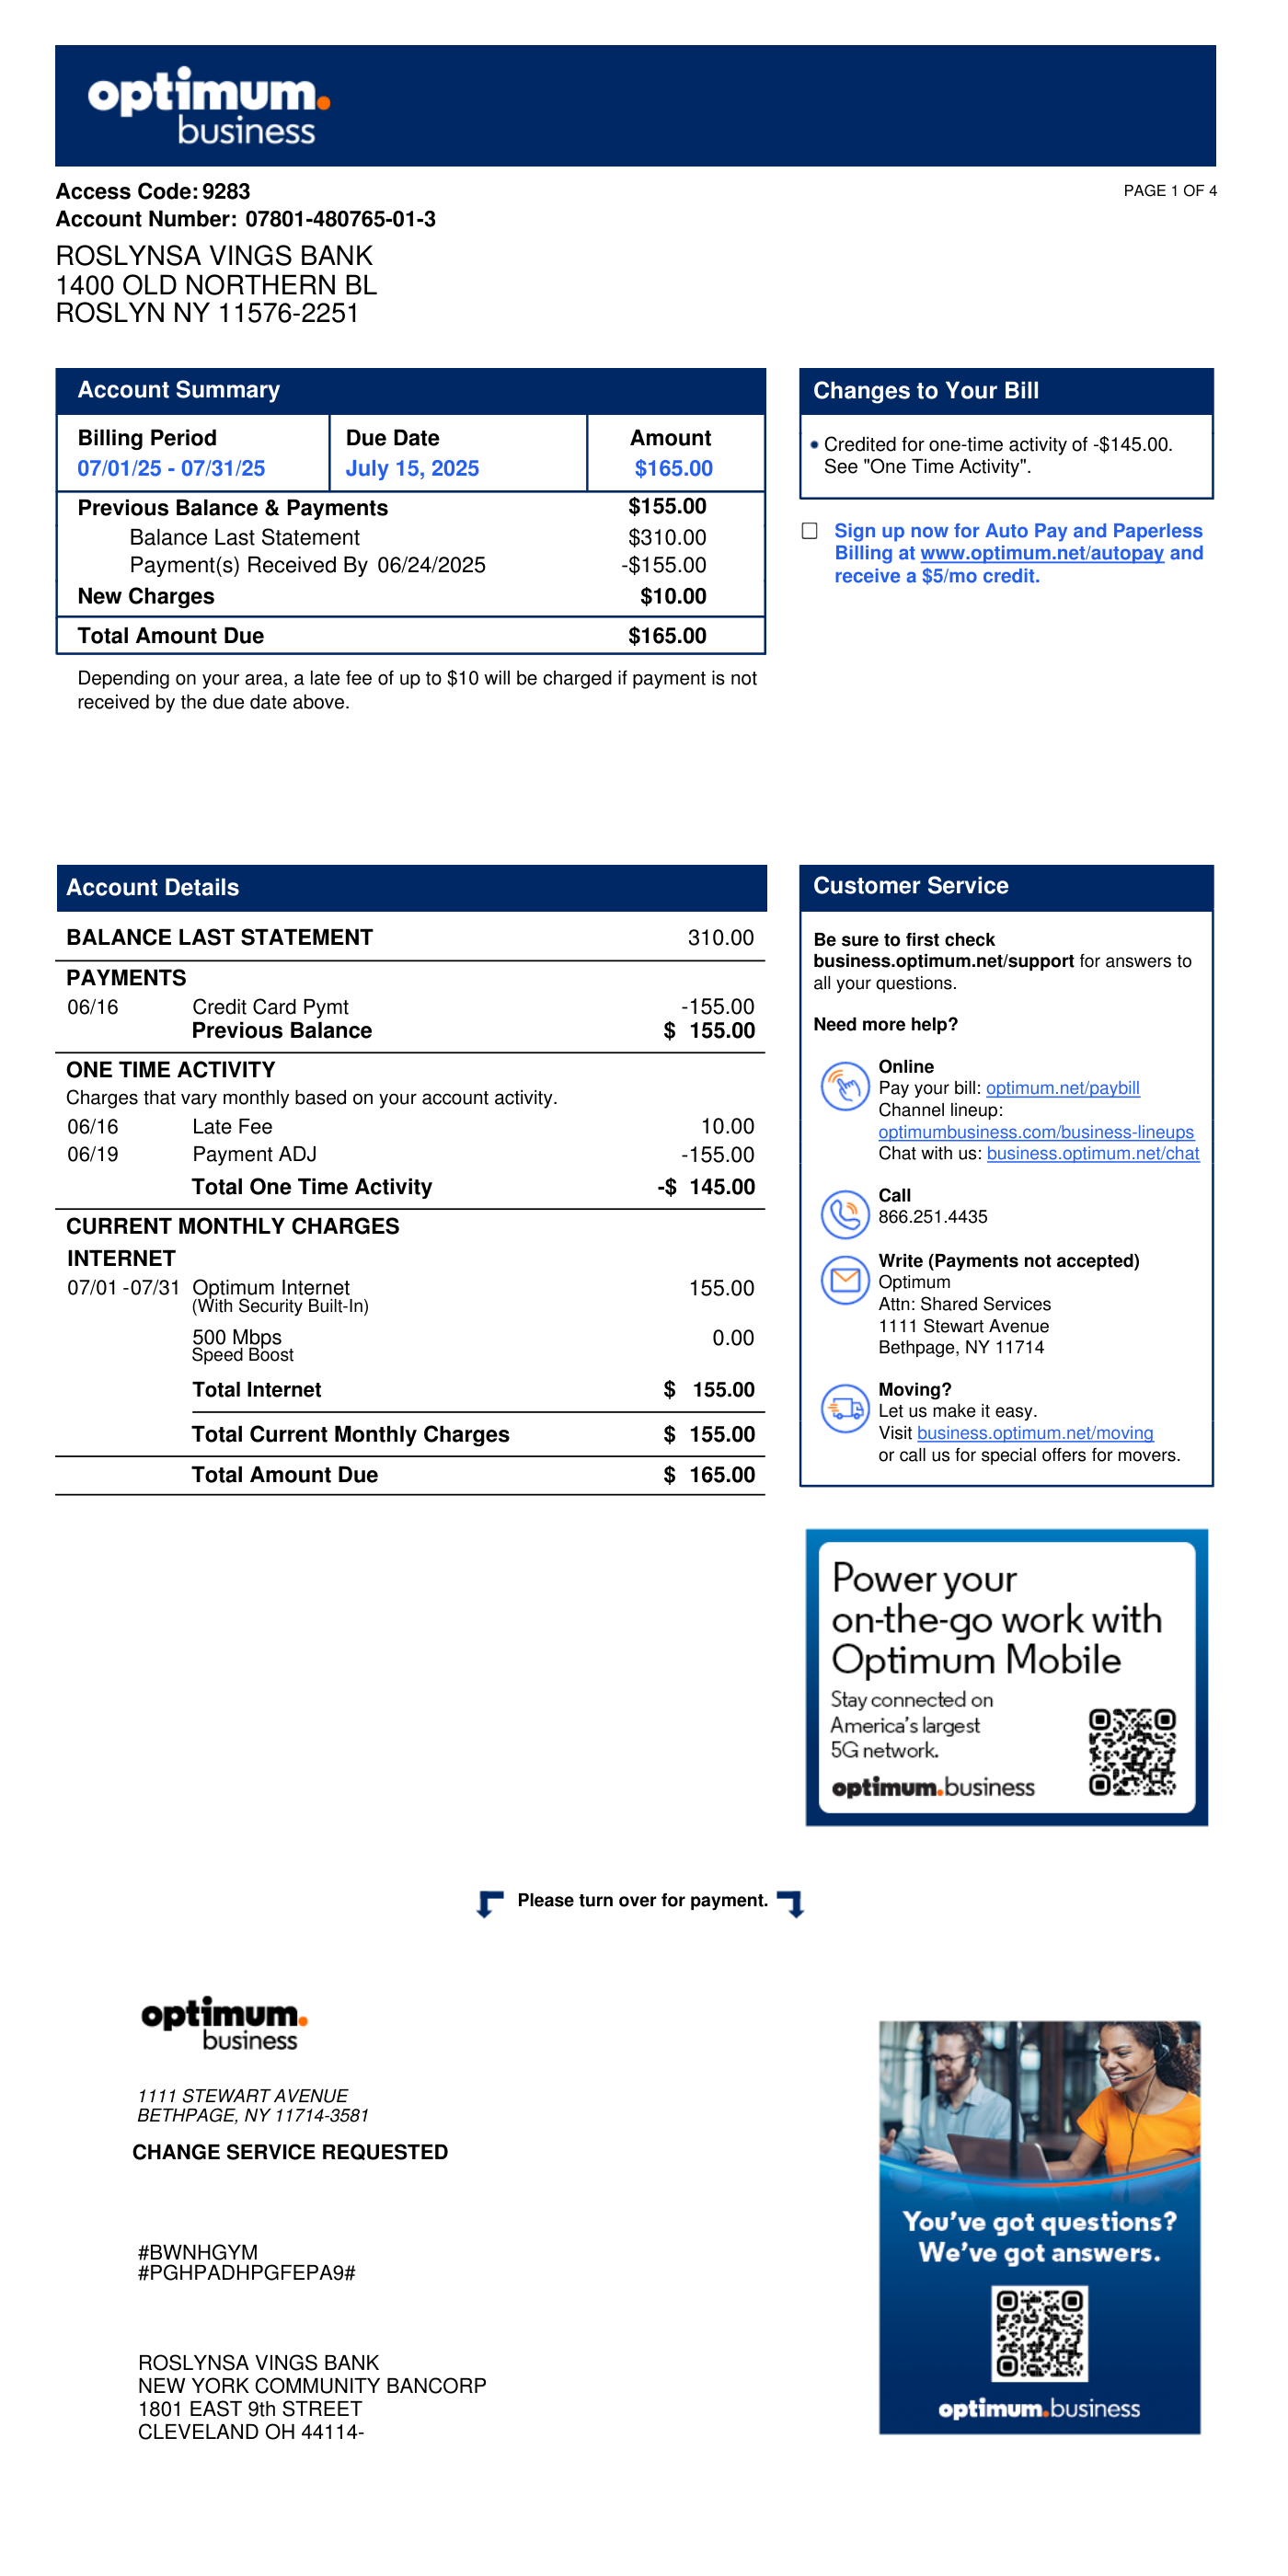 optimum.
business
Access Code: 9283
PAGE 1 OF 4
Account Number: 07801-480765-01-3
ROSLYNSA VINGS BANK
1400 OLD NORTHERN BL
ROSLYN NY 11576-2251
Account Summary
Billing Period Due Date Amount
07/01/25 - 07/31/25 July 15, 2025 $165.00
Previous Balance & Payments $155.00
Balance Last Statement $310.00
Payment(s) Received By 06/24/2025 -$155.00
New Charges $10.00
Total Amount Due $165.00
Depending on your area, a late fee of up to $10 will be charged if payment is not
received by the due date above.
Changes to Your Bill
• Credited for one-time activity of -$145.00.
See "One Time Activity".
Sign up now for Auto Pay and Paperless
Billing at www.optimum.net/autopay and
receive a $5/mo credit.
Account Details
BALANCE LAST STATEMENT 310.00
PAYMENTS
06/16 Credit Card Pymt -155.00
Previous Balance $ 155.00
ONE TIME ACTIVITY
Charges that vary monthly based on your account activity.
06/16 Late Fee 10.00
06/19 Payment ADJ -155.00
Total One Time Activity -$ 145.00
CURRENT MONTHLY CHARGES
INTERNET
07/01 -07/31 Optimum Internet 155.00
(With Security Built-In)
500 Mbps 0.00
Speed Boost
Total Internet $ 155.00
Total Current Monthly Charges $ 155.00
Total Amount Due $ 165.00
Customer Service
Be sure to first check
business.optimum.net/support for answers to
all your questions.
Need more help?
Online
Pay your bill: optimum.net/paybill
Channel lineup:
optimumbusiness.com/business-lineups
Chat with us: business.optimum.net/chat
Call
866.251.4435
Write (Payments not accepted)
Optimum
Attn: Shared Services
1111 Stewart Avenue
Bethpage, NY 11714
Moving?
Let us make it easy.
Visit business.optimum.net/moving
or call us for special offers for movers.
Power your
on-the-go work with
Optimum Mobile
Stay connected on
America's largest
5G network.
optimum.business
Please turn over for payment.
optimum.
business
1111 STEWART AVENUE
BETHPAGE, NY 11714-3581
CHANGE SERVICE REQUESTED
#BWNHGYM
#PGHPADHPGFEPA9#
ROSLYNSA VINGS BANK
NEW YORK COMMUNITY BANCORP
1801 EAST 9th STREET
CLEVELAND OH 44114-
You've got questions?
We've got answers.
optimum.business